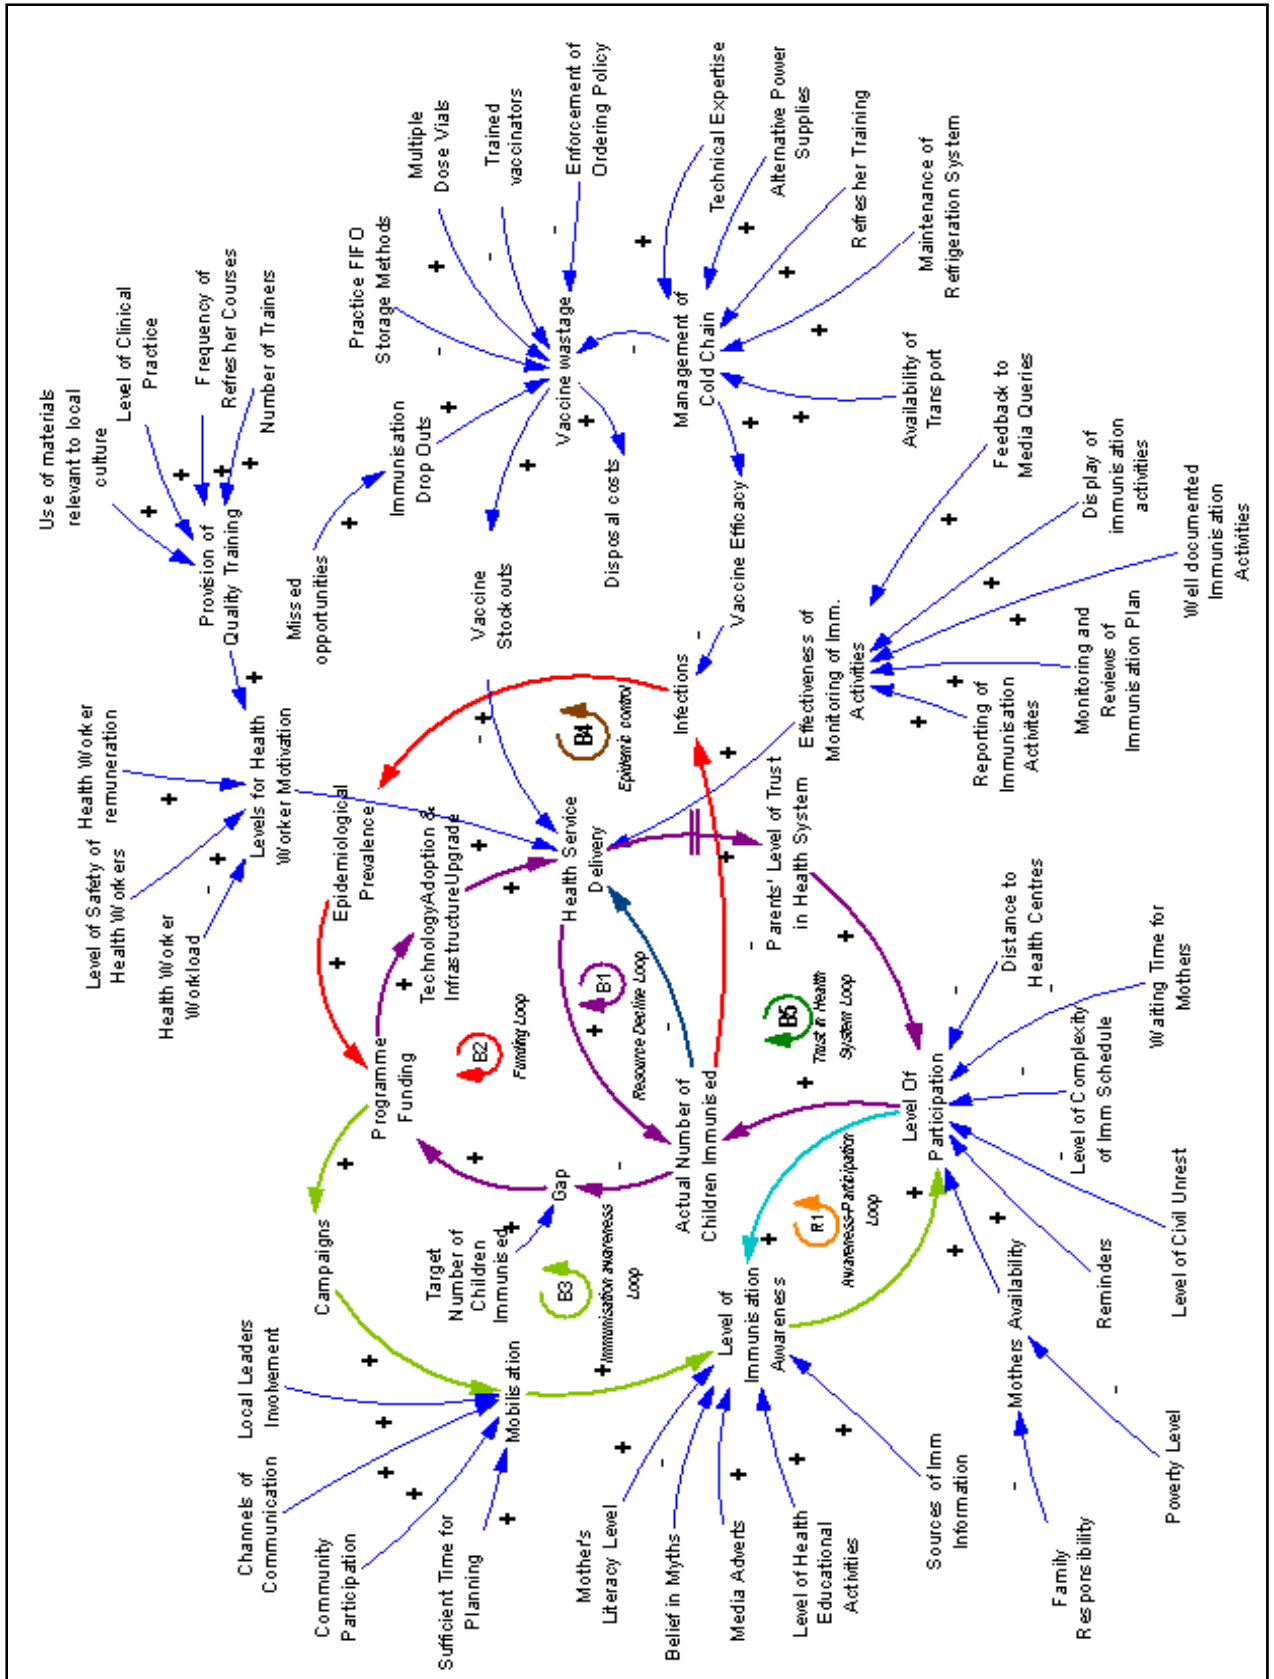 Channels of
Communication
+
Local Leaders
Involvement
+
Community
Participation
+
Sufficient Time for
Planning
+
+
Mobilisation
Campaigns
+
Programme
Funding
+
Health Worker
Workload
-
Level of Safety of
Health Workers
+
Health Worker
remuneration
+
Levels for Health
Worker Motivation
+
Provision of
Quality Training
Use of materials
relevant to local
culture
+
Level of Clinical
Practice
+
Frequency of
Refresher Courses
+
Number of Trainers
+
Epidemiological
Prevalence
+
TechnologyAdoption &
InfrastructureUpgrade
+
+
Missed
opportunities
+
Immunisation
Drop Outs
+
Practice FIFO
Storage Methods
-
Multiple
Dose Vials
+
Trained
vaccinators
-
Enforcement of
Ordering Policy
-
Vaccine wastage
+
Vaccine
Stockouts
-
+
Disposal costs
+
Target
Number of
Children
Immunised
+
Gap
+
-
B3
Immunisation awareness
Loop
+
B2
Funding Loop
B1
Resource Decline Loop
+
Health Service
Delivery
+
B4
Epidemic control
Actual Number of
Children Immunised
-
-
Infections
+
-
Vaccine Efficacy
+
Management of
Cold Chain
-
Technical Expertise
+
Alternative Power
Supplies
+
Refresher Training
+
Maintenance of
Refrigeration System
+
Availability of
Transport
+
Mother's
Literacy Level
+
Belief in Myths
-
Media Adverts
+
Level of Health
Educational
Activities
+
Sources of Imm
Information
+
Level of
Immunisation
Awareness
+
R1
Awareness-Participation
Loop
+
B5
Trust in Health
System Loop
Parents' Level of Trust
in Health System
+
+
Effectiveness of
Monitoring of Imm.
Activities
Reporting of
Immunisation
Activites
+
Monitoring and
Reviews of
Immunisation Plan
+
Well documented
Immunisation
Activities
+
Display of
immunisation
activities
+
Feedback to
Media Queries
+
Level Of
Participation
+
Mothers Availability
+
Family
Responsibility
-
Poverty Level
-
Reminders
+
Level of Civil Unrest
-
Level of Complexity
of Imm Schedule
-
Waiting Time for
Mothers
-
Distance to
Health Centres
-